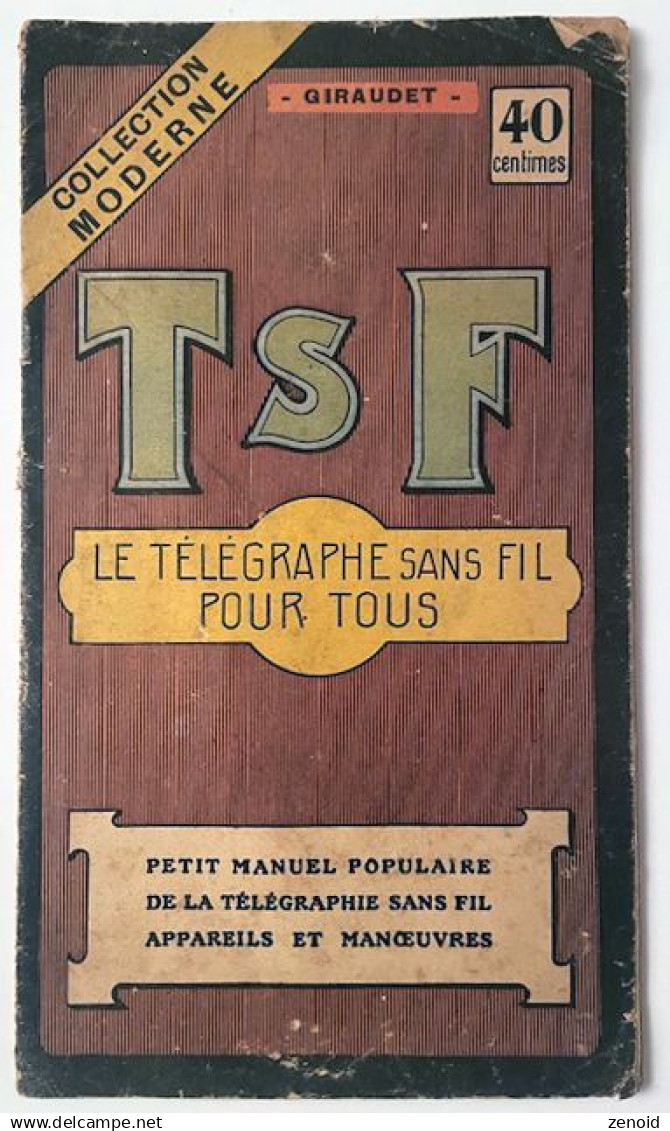 COLLECTION
MODERNE
- GIRAUDET -
40
centimes
TSF
LE TÉLÉGRAPHE SANS FIL
POUR TOUS
PETIT MANUEL POPULAIRE
DE LA TÉLÉGRAPHIE SANS FIL
APPAREILS ET MANŒUVRES
delcampe.net
zenoid